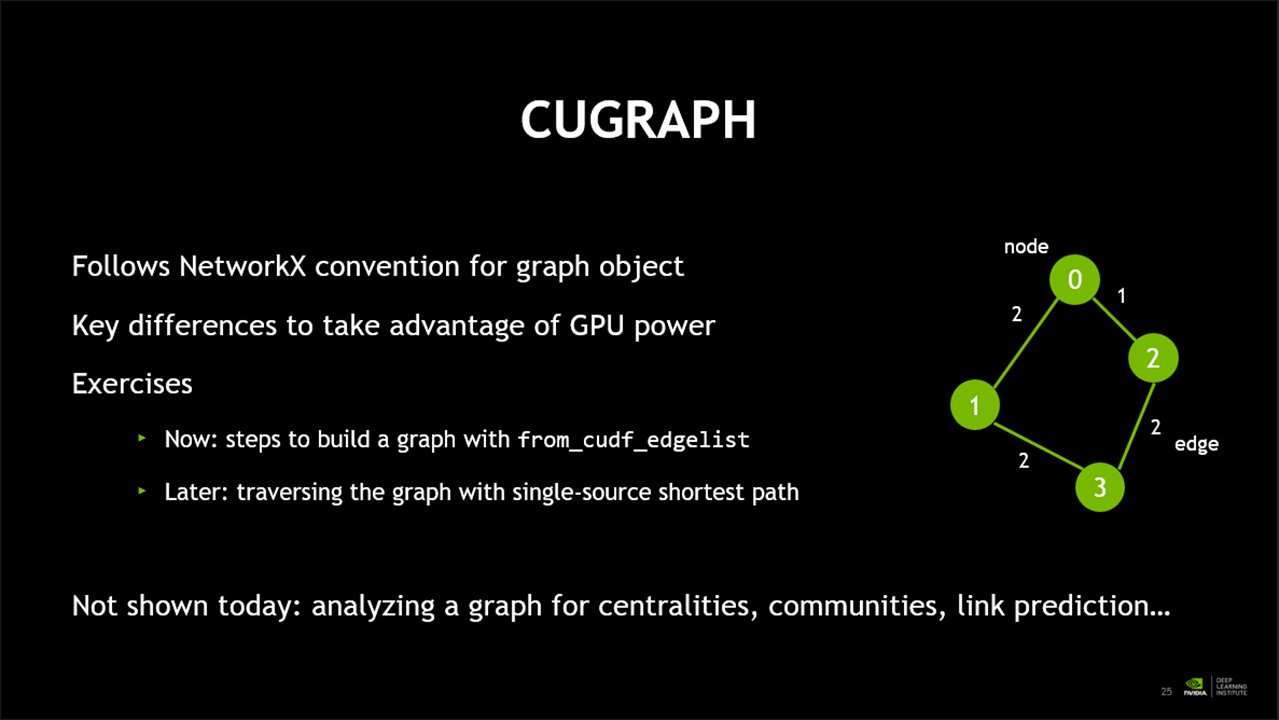 CUGRAPH
Follows NetworkX convention for graph object
Key differences to take advantage of GPU power
Exercises
Now: steps to build a graph with from_cudf_edgelist
Later: traversing the graph with single-source shortest path
Not shown today: analyzing a graph for centralities, communities, link prediction…
node
0
2
1
2
1
2
edge
2
3
25
NVIDIA
DEEP
LEARNING
INSTITUTE